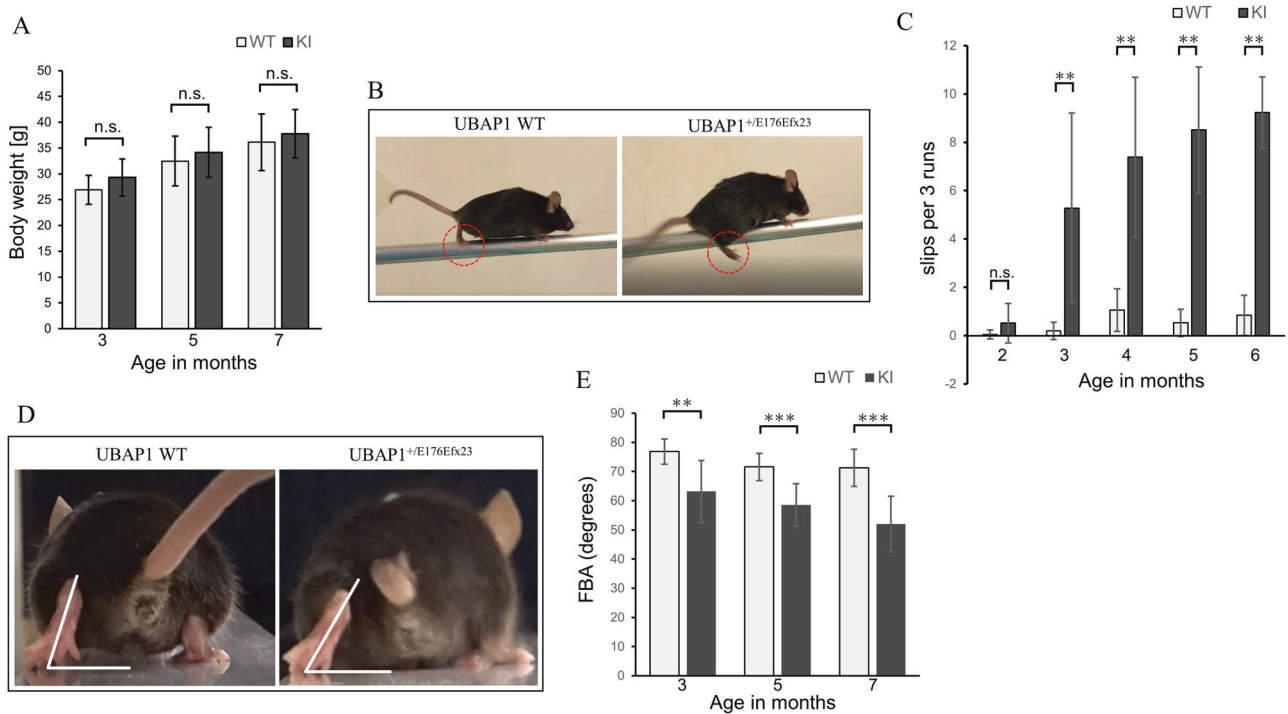 A
WT KI
Body weight [g]
50
45
40
35
30
25
20
15
10
5
0
n.s.
n.s.
n.s.
3 5 7
Age in months
B
UBAP1 WT UBAP1+/E176Efx23
C
WT KI
slips per 3 runs
12
10
8
6
4
2
0
-2
n.s.
**
**
**
**
2 3 4 5 6
Age in months
D
UBAP1 WT UBAP1+/E176Efx23
E
WT KI
FBA (degrees)
90
80
70
60
50
40
30
20
10
0
**
***
***
3 5 7
Age in months